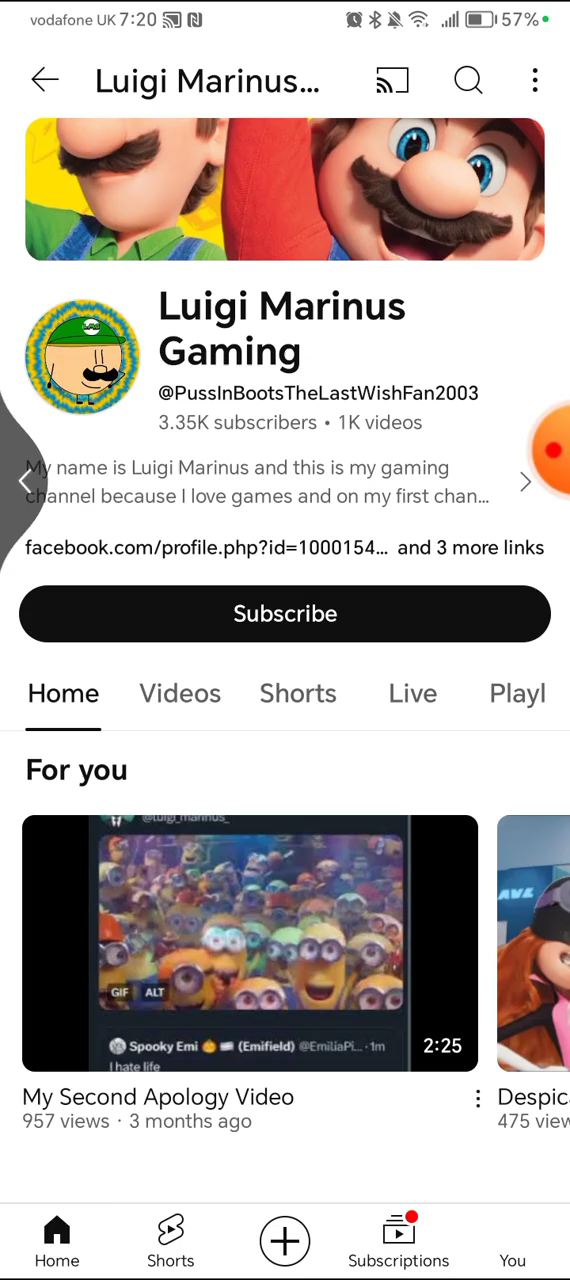 vodafone UK 7:20
57%
Luigi Marinus...
Luigi Marinus
Gaming
@PussInBootsTheLastWishFan2003
3.35K subscribers • 1K videos
My name is Luigi Marinus and this is my gaming
channel because I love games and on my first chan...
facebook.com/profile.php?id=1000154... and 3 more links
Subscribe
Home Videos Shorts Live Playl
For you
@luigi_marinus_
GIF ALT
Spooky Emi (Emifield) @EmiliaPi... · 1m
I hate life
2:25
AVL
My Second Apology Video
957 views · 3 months ago
Despic
475 view
Home Shorts Subscriptions You